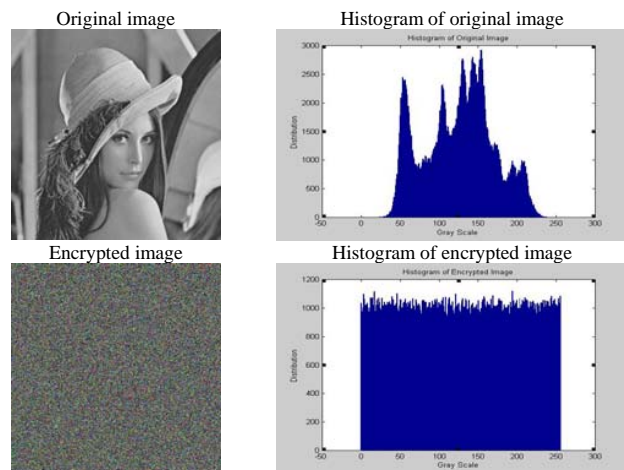 Original image
Histogram of original image
Histogram of Original Image
3000
2500
2000
1500
1000
500
0
Distribution
-50 0 50 100 150 200 250 300
Gray Scale
Encrypted image
Histogram of encrypted image
Histogram of Encrypted Image
1200
1000
800
600
400
200
0
Distribution
-50 0 50 100 150 200 250 300
Gray Scale